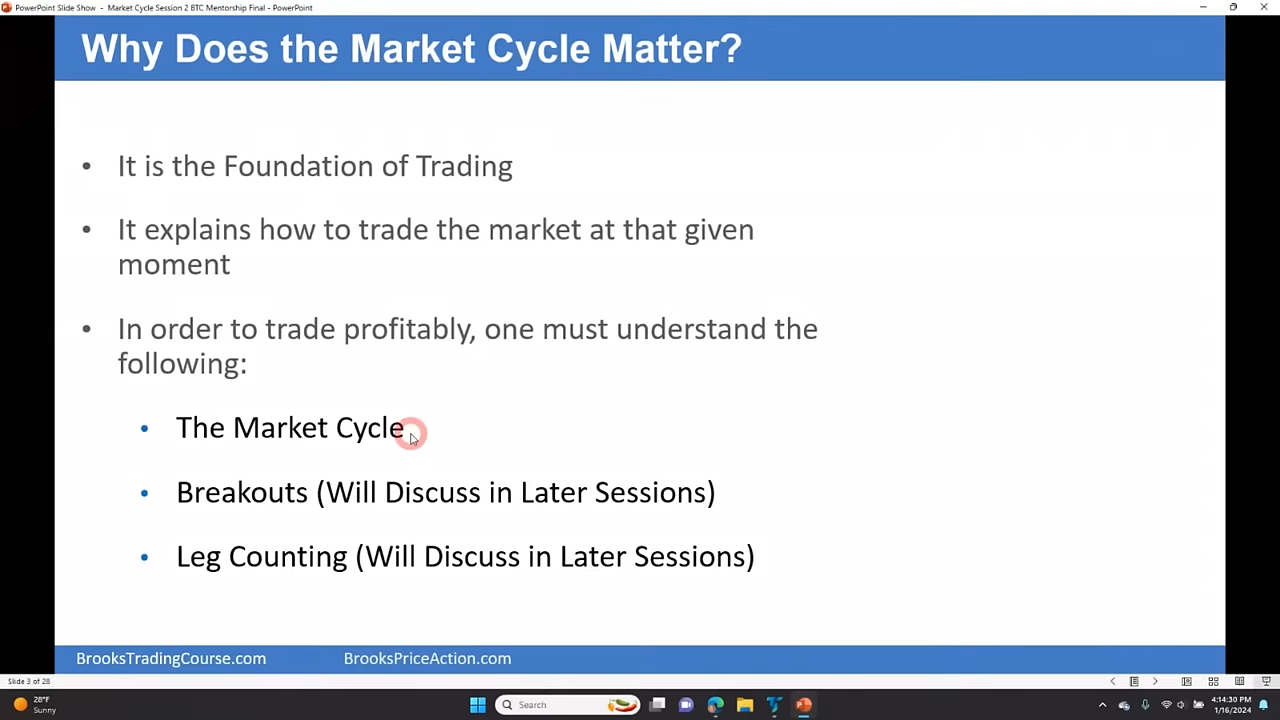 PowerPoint Slide Show - Market Cycle Session 2 BTC Mentorship Final - PowerPoint
Why Does the Market Cycle Matter?
• It is the Foundation of Trading
• It explains how to trade the market at that given
moment
• In order to trade profitably, one must understand the
following:
• The Market Cycle
• Breakouts (Will Discuss in Later Sessions)
• Leg Counting (Will Discuss in Later Sessions)
BrooksTradingCourse.com BrooksPriceAction.com
Slide 3 of 28
28°F
Sunny
Search
4:14:30 PM
1/16/2024